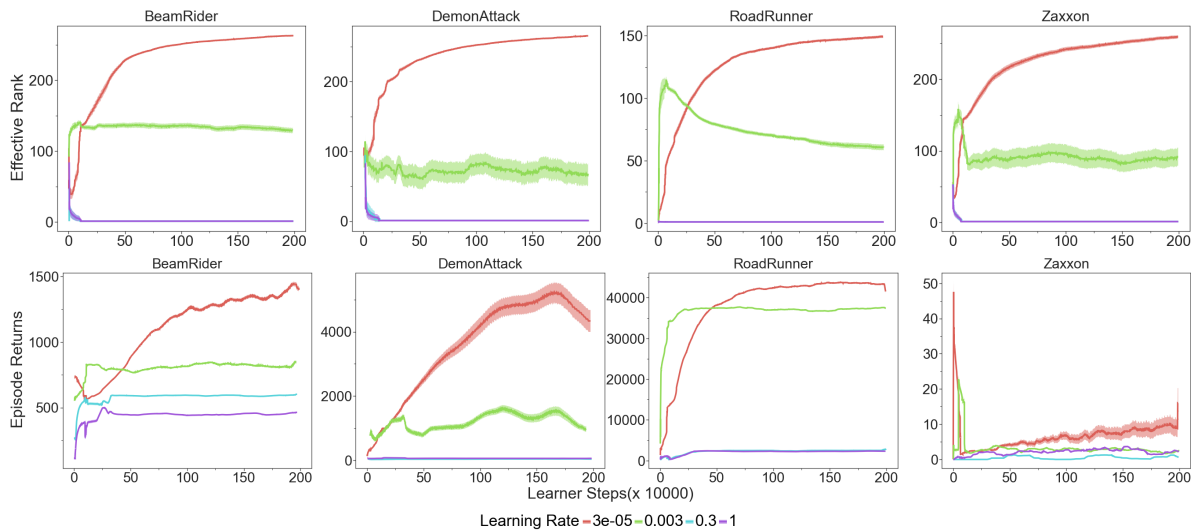 BeamRider DemonAttack RoadRunner Zaxxon
Effective Rank
200
100
0
200
100
0
150
100
50
0
200
100
0
0 50 100 150 200
0 50 100 150 200
0 50 100 150 200
0 50 100 150 200
BeamRider DemonAttack RoadRunner Zaxxon
Episode Returns
1500
1000
500
4000
2000
0
40000
30000
20000
10000
0
50
40
30
20
10
0
0 50 100 150 200
0 50 100 150 200
0 50 100 150 200
0 50 100 150 200
Learner Steps(x 10000)
Learning Rate 3e-05 0.003 0.3 1